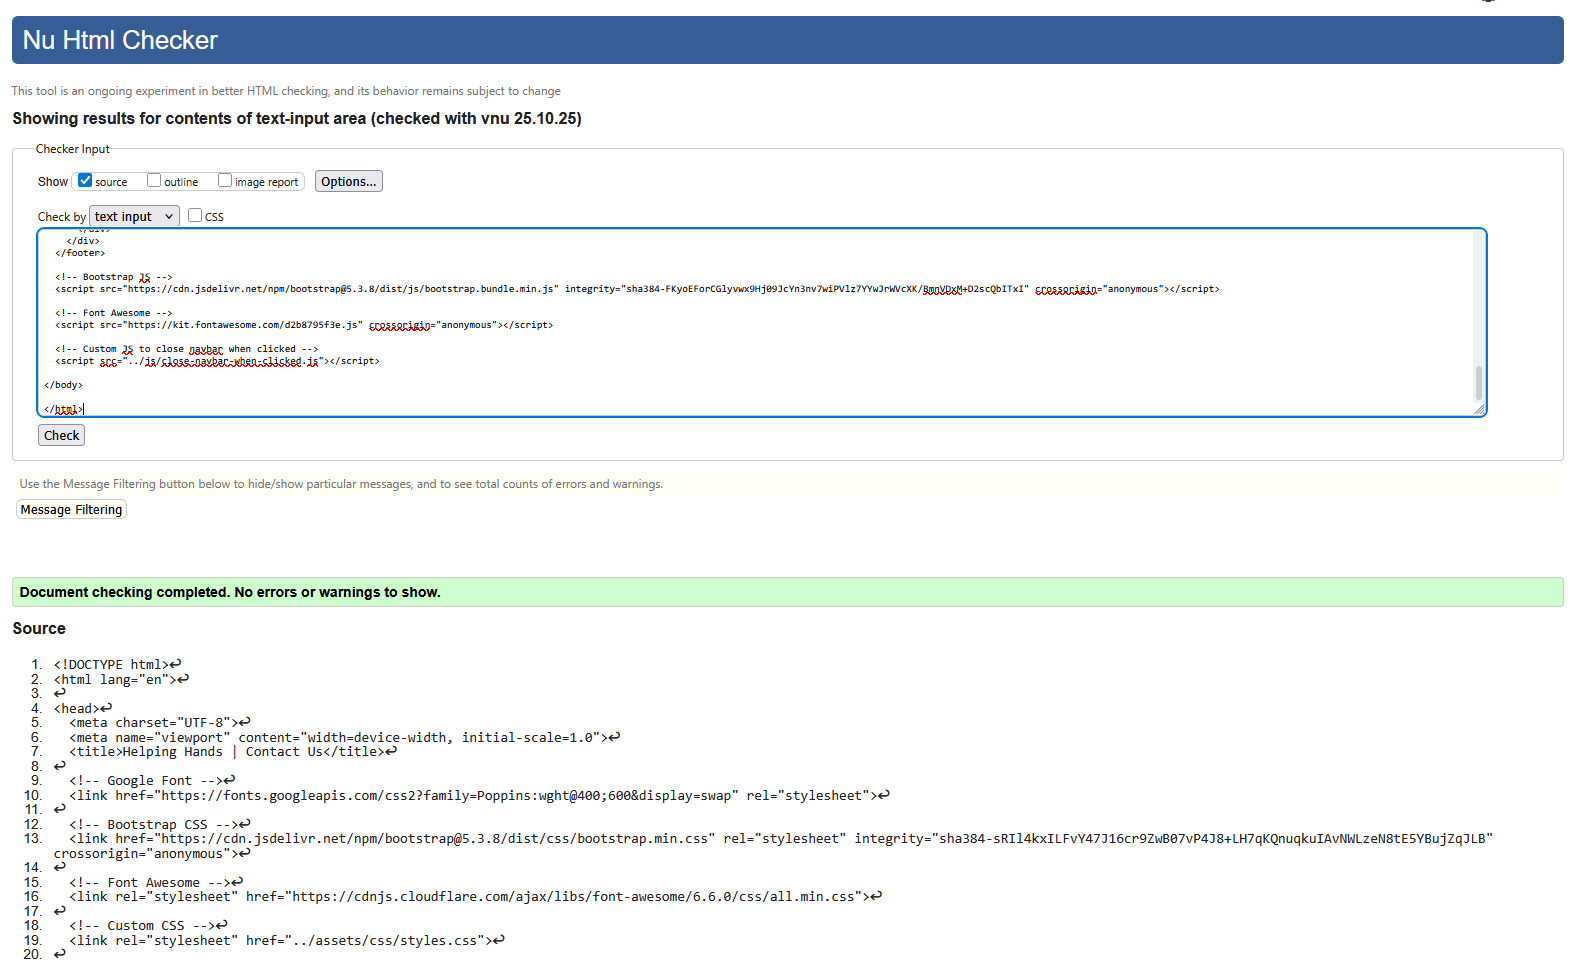 Nu Html Checker
This tool is an ongoing experiment in better HTML checking, and its behavior remains subject to change
Showing results for contents of text-input area (checked with vnu 25.10.25)
Checker Input
Show source outline image report Options...
Check by text input CSS
</div>
</div>
</footer>
<!-- Bootstrap JS -->
<script src="https://cdn.jsdelivr.net/npm/bootstrap@5.3.8/dist/js/bootstrap.bundle.min.js" integrity="sha384-FKyoEForCGlyvwx9Hj09JcYn3nv7wiPVlz7YYwJrWVcXK/BmnVDxM+D2scQbITxI" crossorigin="anonymous"></script>
<!-- Font Awesome -->
<script src="https://kit.fontawesome.com/d2b8795f3e.js" crossorigin="anonymous"></script>
<!-- Custom JS to close navbar when clicked -->
<script src="../js/close-navbar-when-clicked.js"></script>
</body>
</html>
Check
Use the Message Filtering button below to hide/show particular messages, and to see total counts of errors and warnings.
Message Filtering
Document checking completed. No errors or warnings to show.
Source
1. <!DOCTYPE html>↩
2. <html lang="en">↩
3. ↩
4. <head>↩
5. <meta charset="UTF-8">↩
6. <meta name="viewport" content="width=device-width, initial-scale=1.0">↩
7. <title>Helping Hands | Contact Us</title>↩
8. ↩
9. <!-- Google Font -->↩
10. <link href="https://fonts.googleapis.com/css2?family=Poppins:wght@400;600&display=swap" rel="stylesheet">↩
11. ↩
12. <!-- Bootstrap CSS -->↩
13. <link href="https://cdn.jsdelivr.net/npm/bootstrap@5.3.8/dist/css/bootstrap.min.css" rel="stylesheet" integrity="sha384-sRIl4kxILFvY47J16cr9ZwB07vP4J8+LH7qKQnuqkuIAvNWLzeN8tE5YBujZqJLB"
crossorigin="anonymous">↩
14. ↩
15. <!-- Font Awesome -->↩
16. <link rel="stylesheet" href="https://cdnjs.cloudflare.com/ajax/libs/font-awesome/6.6.0/css/all.min.css">↩
17. ↩
18. <!-- Custom CSS -->↩
19. <link rel="stylesheet" href="../assets/css/styles.css">↩
20. ↩